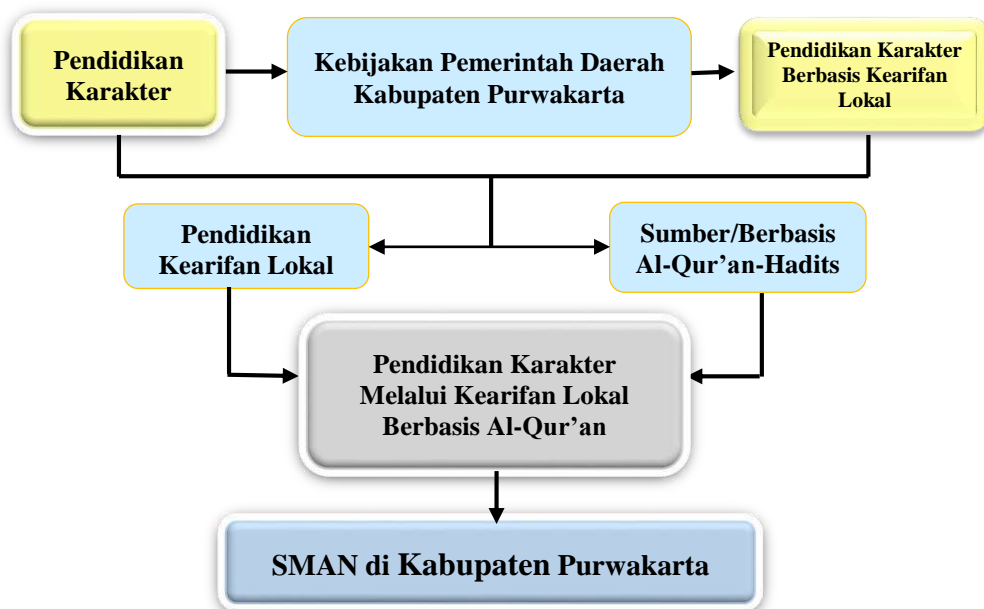 Pendidikan
Karakter
Kebijakan Pemerintah Daerah
Kabupaten Purwakarta
Pendidikan Karakter
Berbasis Kearifan
Lokal
Pendidikan
Kearifan Lokal
Sumber/Berbasis
Al-Qur’an-Hadits
Pendidikan Karakter
Melalui Kearifan Lokal
Berbasis Al-Qur’an
SMAN di Kabupaten Purwakarta